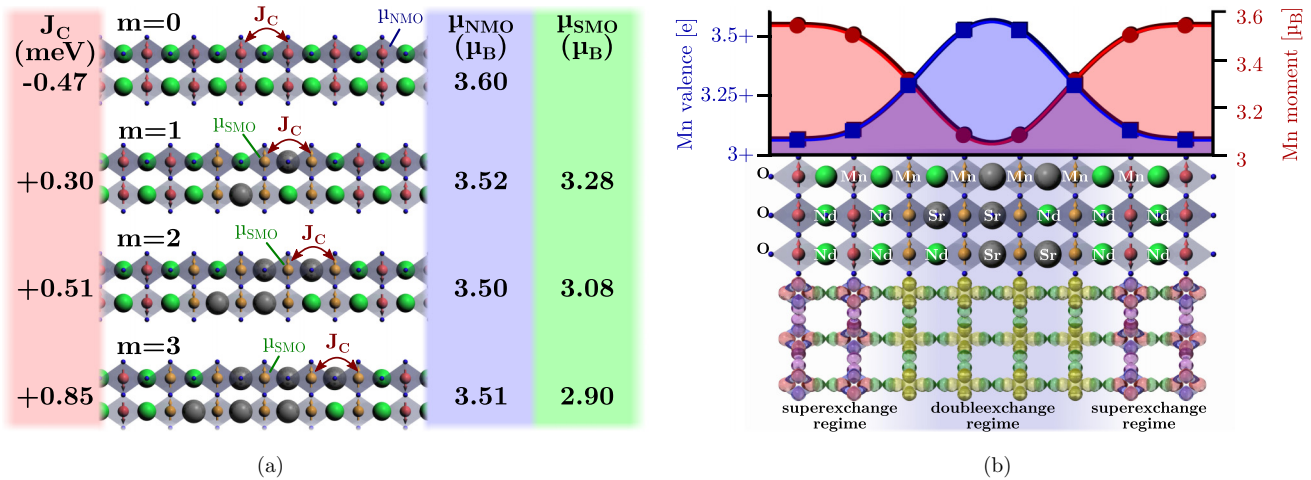 J_C
(meV)
-0.47
+0.30
+0.51
+0.85
m=0
J_C
μ_NMO
m=1
μ_SMO
J_C
m=2
μ_SMO
J_C
m=3
μ_SMO
J_C
μ_NMO
(μ_B)
3.60
3.52
3.50
3.51
μ_SMO
(μ_B)
3.28
3.08
2.90
(a)
Mn valence [e]
3.5+
3.25+
3+
3.6
3.4
3.2
3
Mn moment [μ_B]
O Mn Mn Mn Mn Mn Mn
O Nd Nd Sr Sr Nd Nd Nd
O Nd Nd Nd Sr Sr Nd Nd
superexchange
regime
doubleexchange
regime
superexchange
regime
(b)